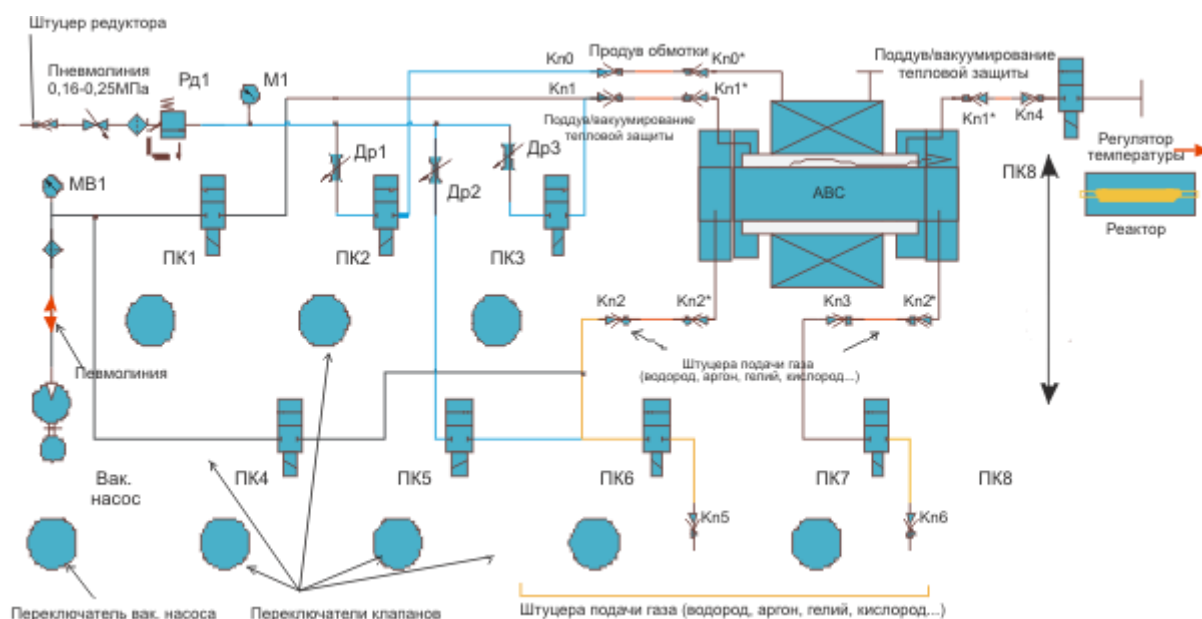 Штуцер редуктора
Пневмолиния
0,16-0,25МПа
Рд1
М1
Кп0
Продув обмотки
Кп0*
Кп1
Кп1*
Поддув/вакуумирование
тепловой защиты
Поддув/вакуумирование
тепловой защиты
Кп1*
Кп4
Регулятор
температуры
ПК8
Реактор
МВ1
Др1
Др2
Др3
АВС
ПК1
ПК2
ПК3
Кп2
Кп2*
Кп3
Кп2*
Певмолиния
Штуцера подачи газа
(водород, аргон, гелий, кислород...)
Вак.
насос
ПК4
ПК5
ПК6
ПК7
ПК8
Кп5
Кп6
Переключатель вак. насоса
Переключатели клапанов
Штуцера подачи газа (водород, аргон, гелий, кислород...)